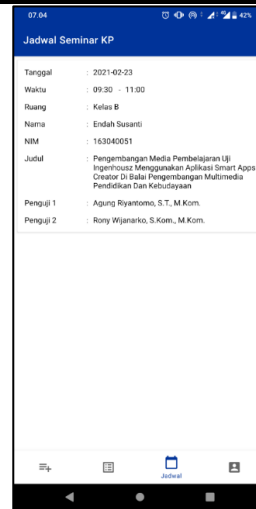 07.04
42%
Jadwal Seminar KP
Tanggal : 2021-02-23
Waktu : 09:30 - 11:00
Ruang : Kelas B
Nama : Endah Susanti
NIM : 163040051
Judul : Pengembangan Media Pembelajaran Uji
Ingenhousz Menggunakan Aplikasi Smart Apps
Creator Di Balai Pengembangan Multimedia
Pendidikan Dan Kebudayaan
Penguji 1 : Agung Riyantomo, S.T., M.Kom.
Penguji 2 : Rony Wijanarko, S.Kom., M.Kom.
Jadwal